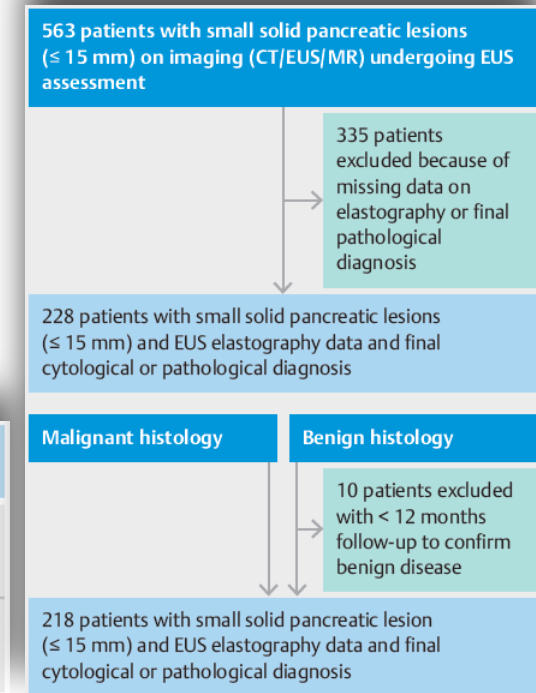 563 patients with small solid pancreatic lesions
(≤ 15 mm) on imaging (CT/EUS/MR) undergoing EUS
assessment
335 patients
excluded because of
missing data on
elastography or final
pathological
diagnosis
228 patients with small solid pancreatic lesions
(≤ 15 mm) and EUS elastography data and final
cytological or pathological diagnosis
Malignant histology
Benign histology
10 patients excluded
with < 12 months
follow-up to confirm
benign disease
218 patients with small solid pancreatic lesion
(≤ 15 mm) and EUS elastography data and final
cytological or pathological diagnosis